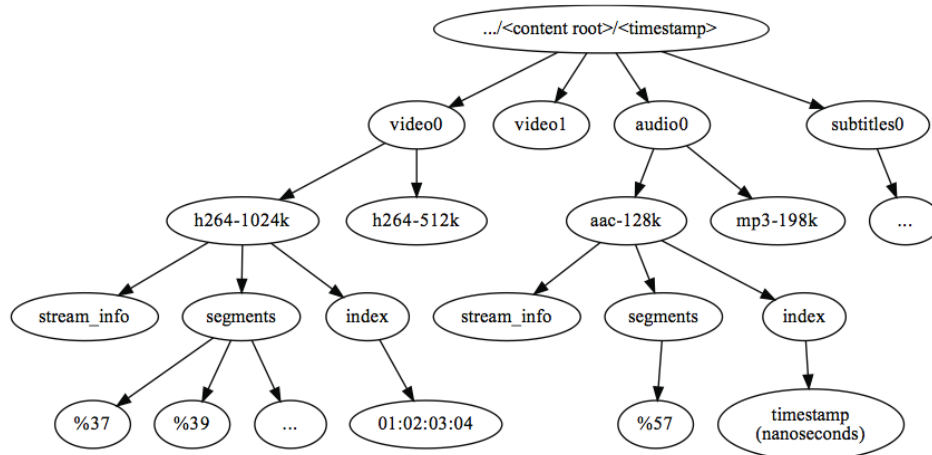 .../<content root>/<timestamp>
video0
video1
audio0
subtitles0
h264-1024k
h264-512k
aac-128k
mp3-198k
...
stream_info
segments
index
stream_info
segments
index
%37
%39
...
01:02:03:04
%57
timestamp
(nanoseconds)